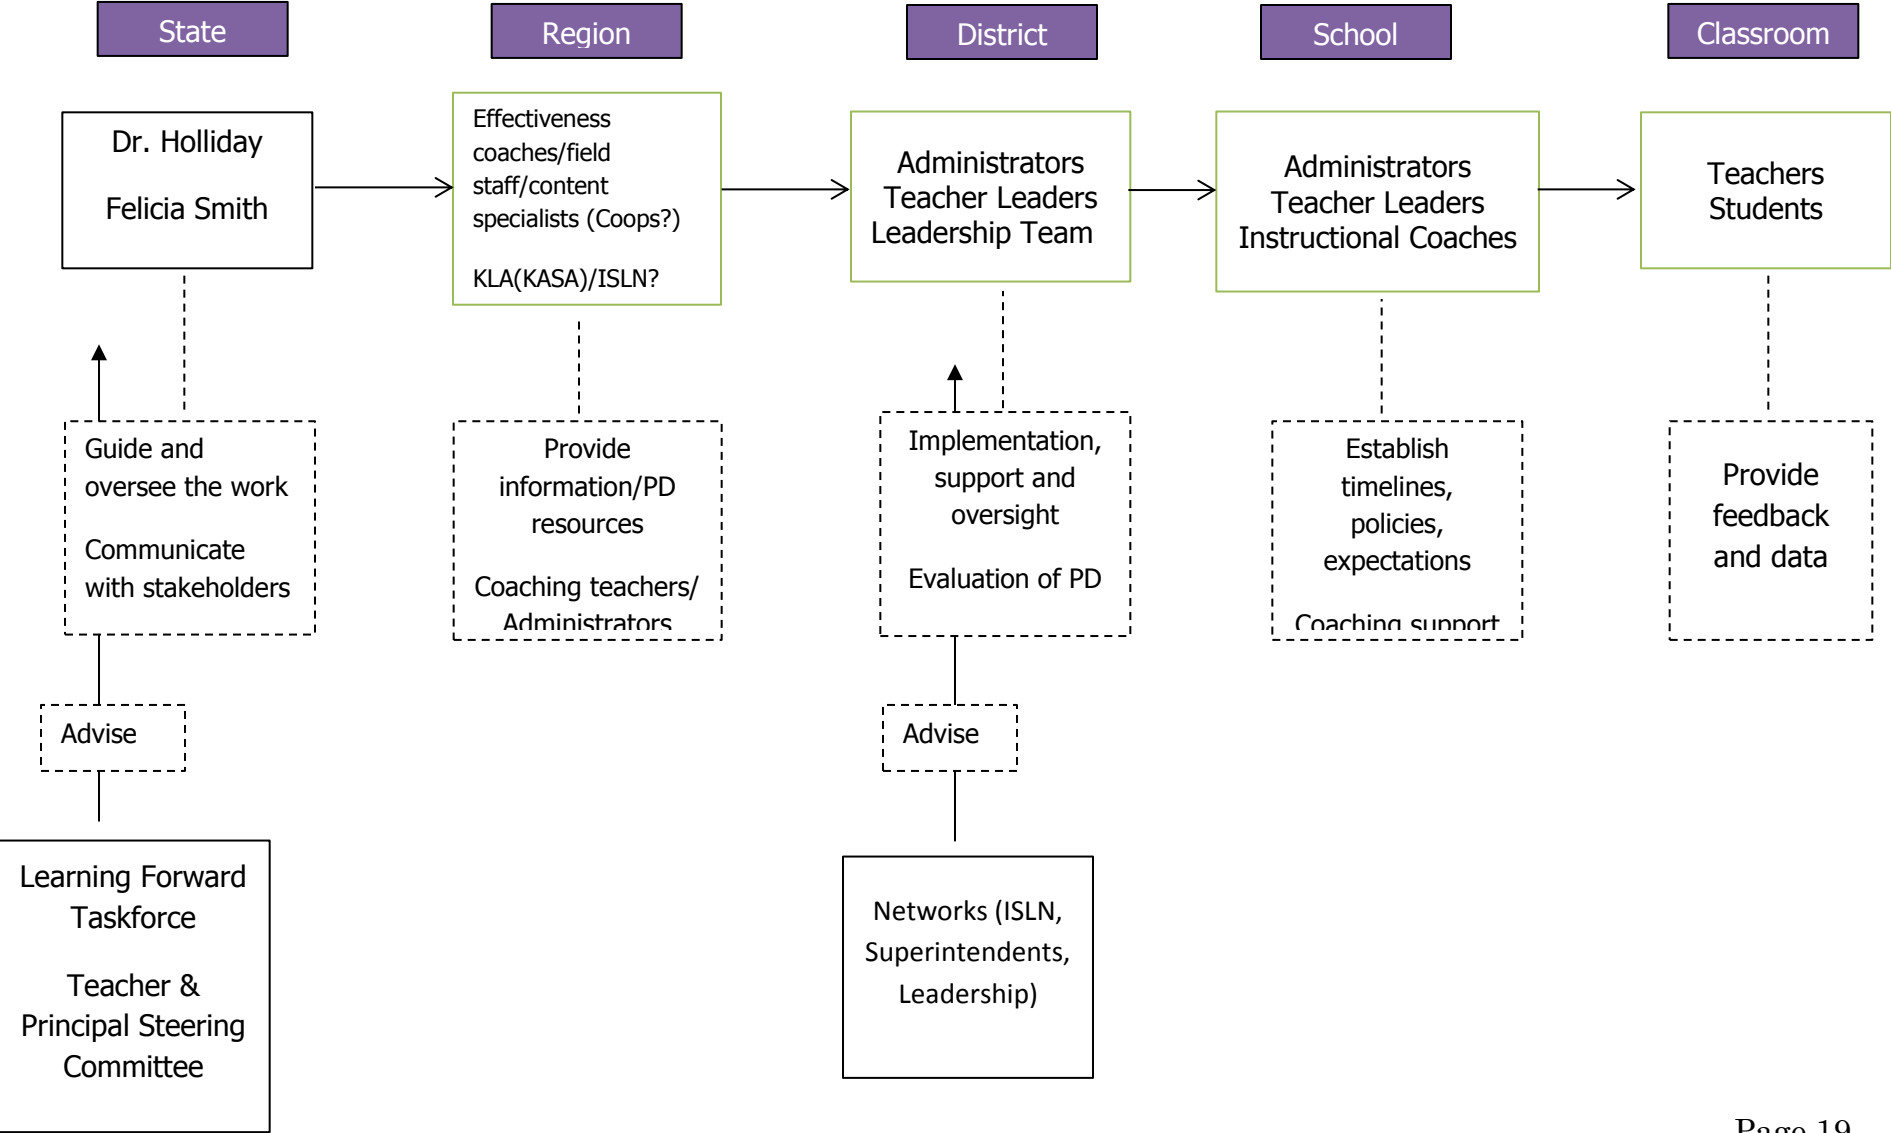 State
Region
District
School
Classroom
Dr. Holliday
Felicia Smith
Effectiveness
coaches/field
staff/content
specialists (Coops?)
KLA(KASA)/ISLN?
Administrators
Teacher Leaders
Leadership Team
Administrators
Teacher Leaders
Instructional Coaches
Teachers
Students
Guide and
oversee the work
Communicate
with stakeholders
Provide
information/PD
resources
Coaching teachers/
Administrators
Implementation,
support and
oversight
Evaluation of PD
Establish
timelines,
policies,
expectations
Coaching support
Provide
feedback
and data
Advise
Advise
Learning Forward
Taskforce
Teacher &
Principal Steering
Committee
Networks (ISLN,
Superintendents,
Leadership)
Page 19